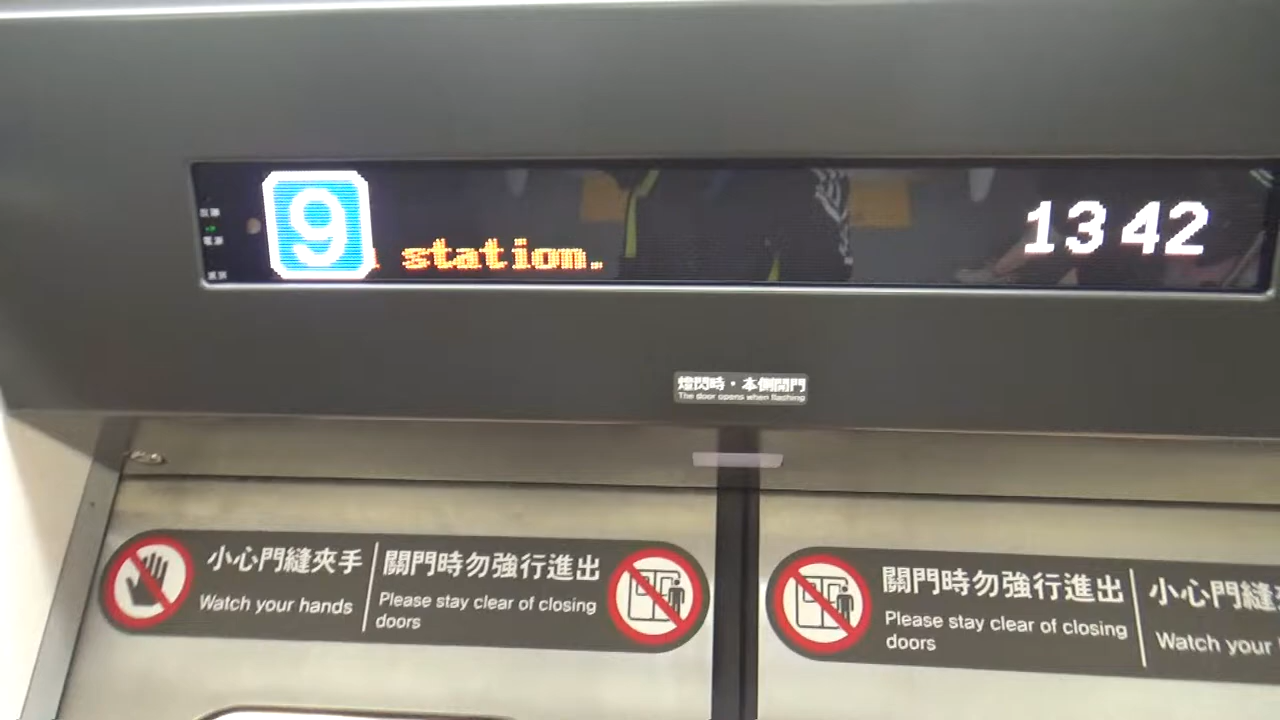 9
station.
13 42
燈閃時，本側開門
The door opens when flashing
小心門縫夾手
Watch your hands
關門時勿強行進出
Please stay clear of closing
doors
關門時勿強行進出
Please stay clear of closing
doors
小心門縫
Watch your